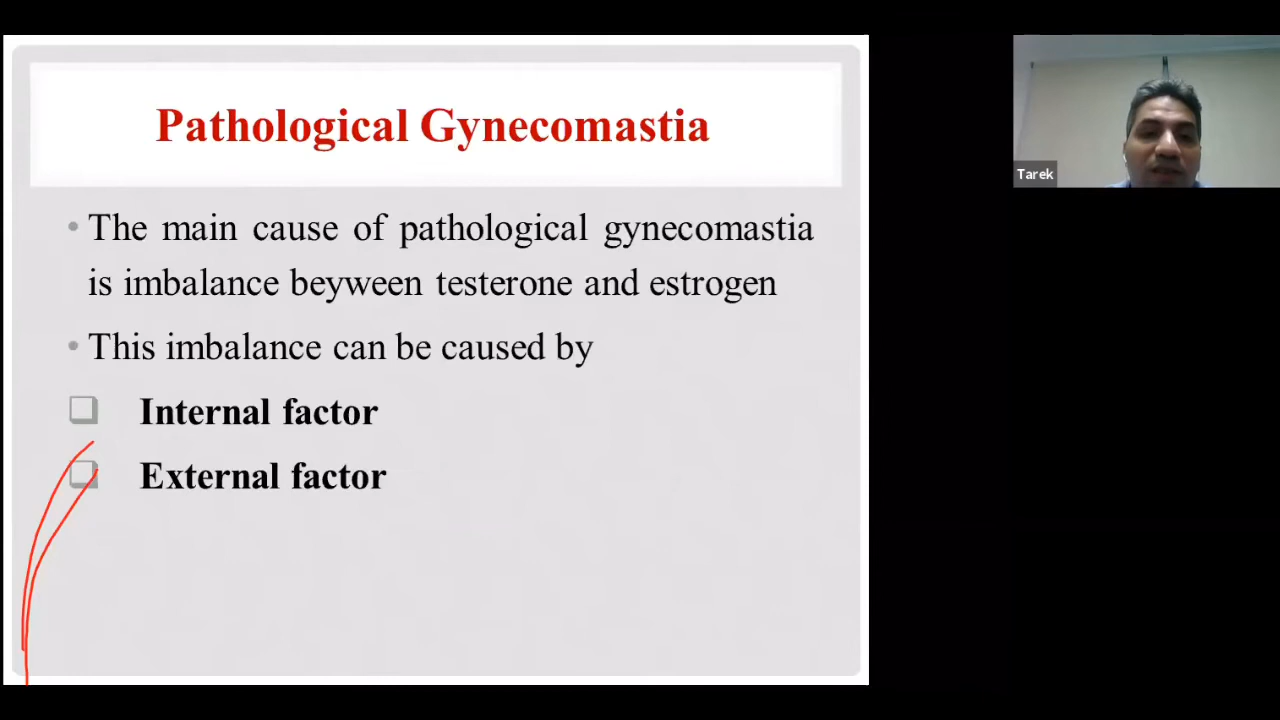 Pathological Gynecomastia
• The main cause of pathological gynecomastia
is imbalance beyween testerone and estrogen
• This imbalance can be caused by
❑ Internal factor
❑ External factor
Tarek